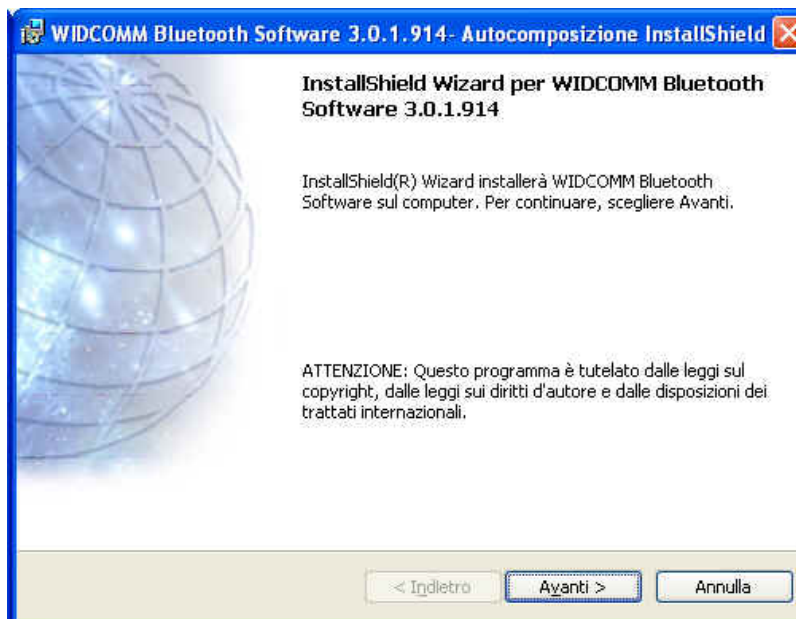 WIDCOMM Bluetooth Software 3.0.1.914- Autocomposizione InstallShield
InstallShield Wizard per WIDCOMM Bluetooth
Software 3.0.1.914
InstallShield(R) Wizard installerà WIDCOMM Bluetooth
Software sul computer. Per continuare, scegliere Avanti.
ATTENZIONE: Questo programma è tutelato dalle leggi sul
copyright, dalle leggi sui diritti d'autore e dalle disposizioni dei
trattati internazionali.
< Indietro
Avanti >
Annulla